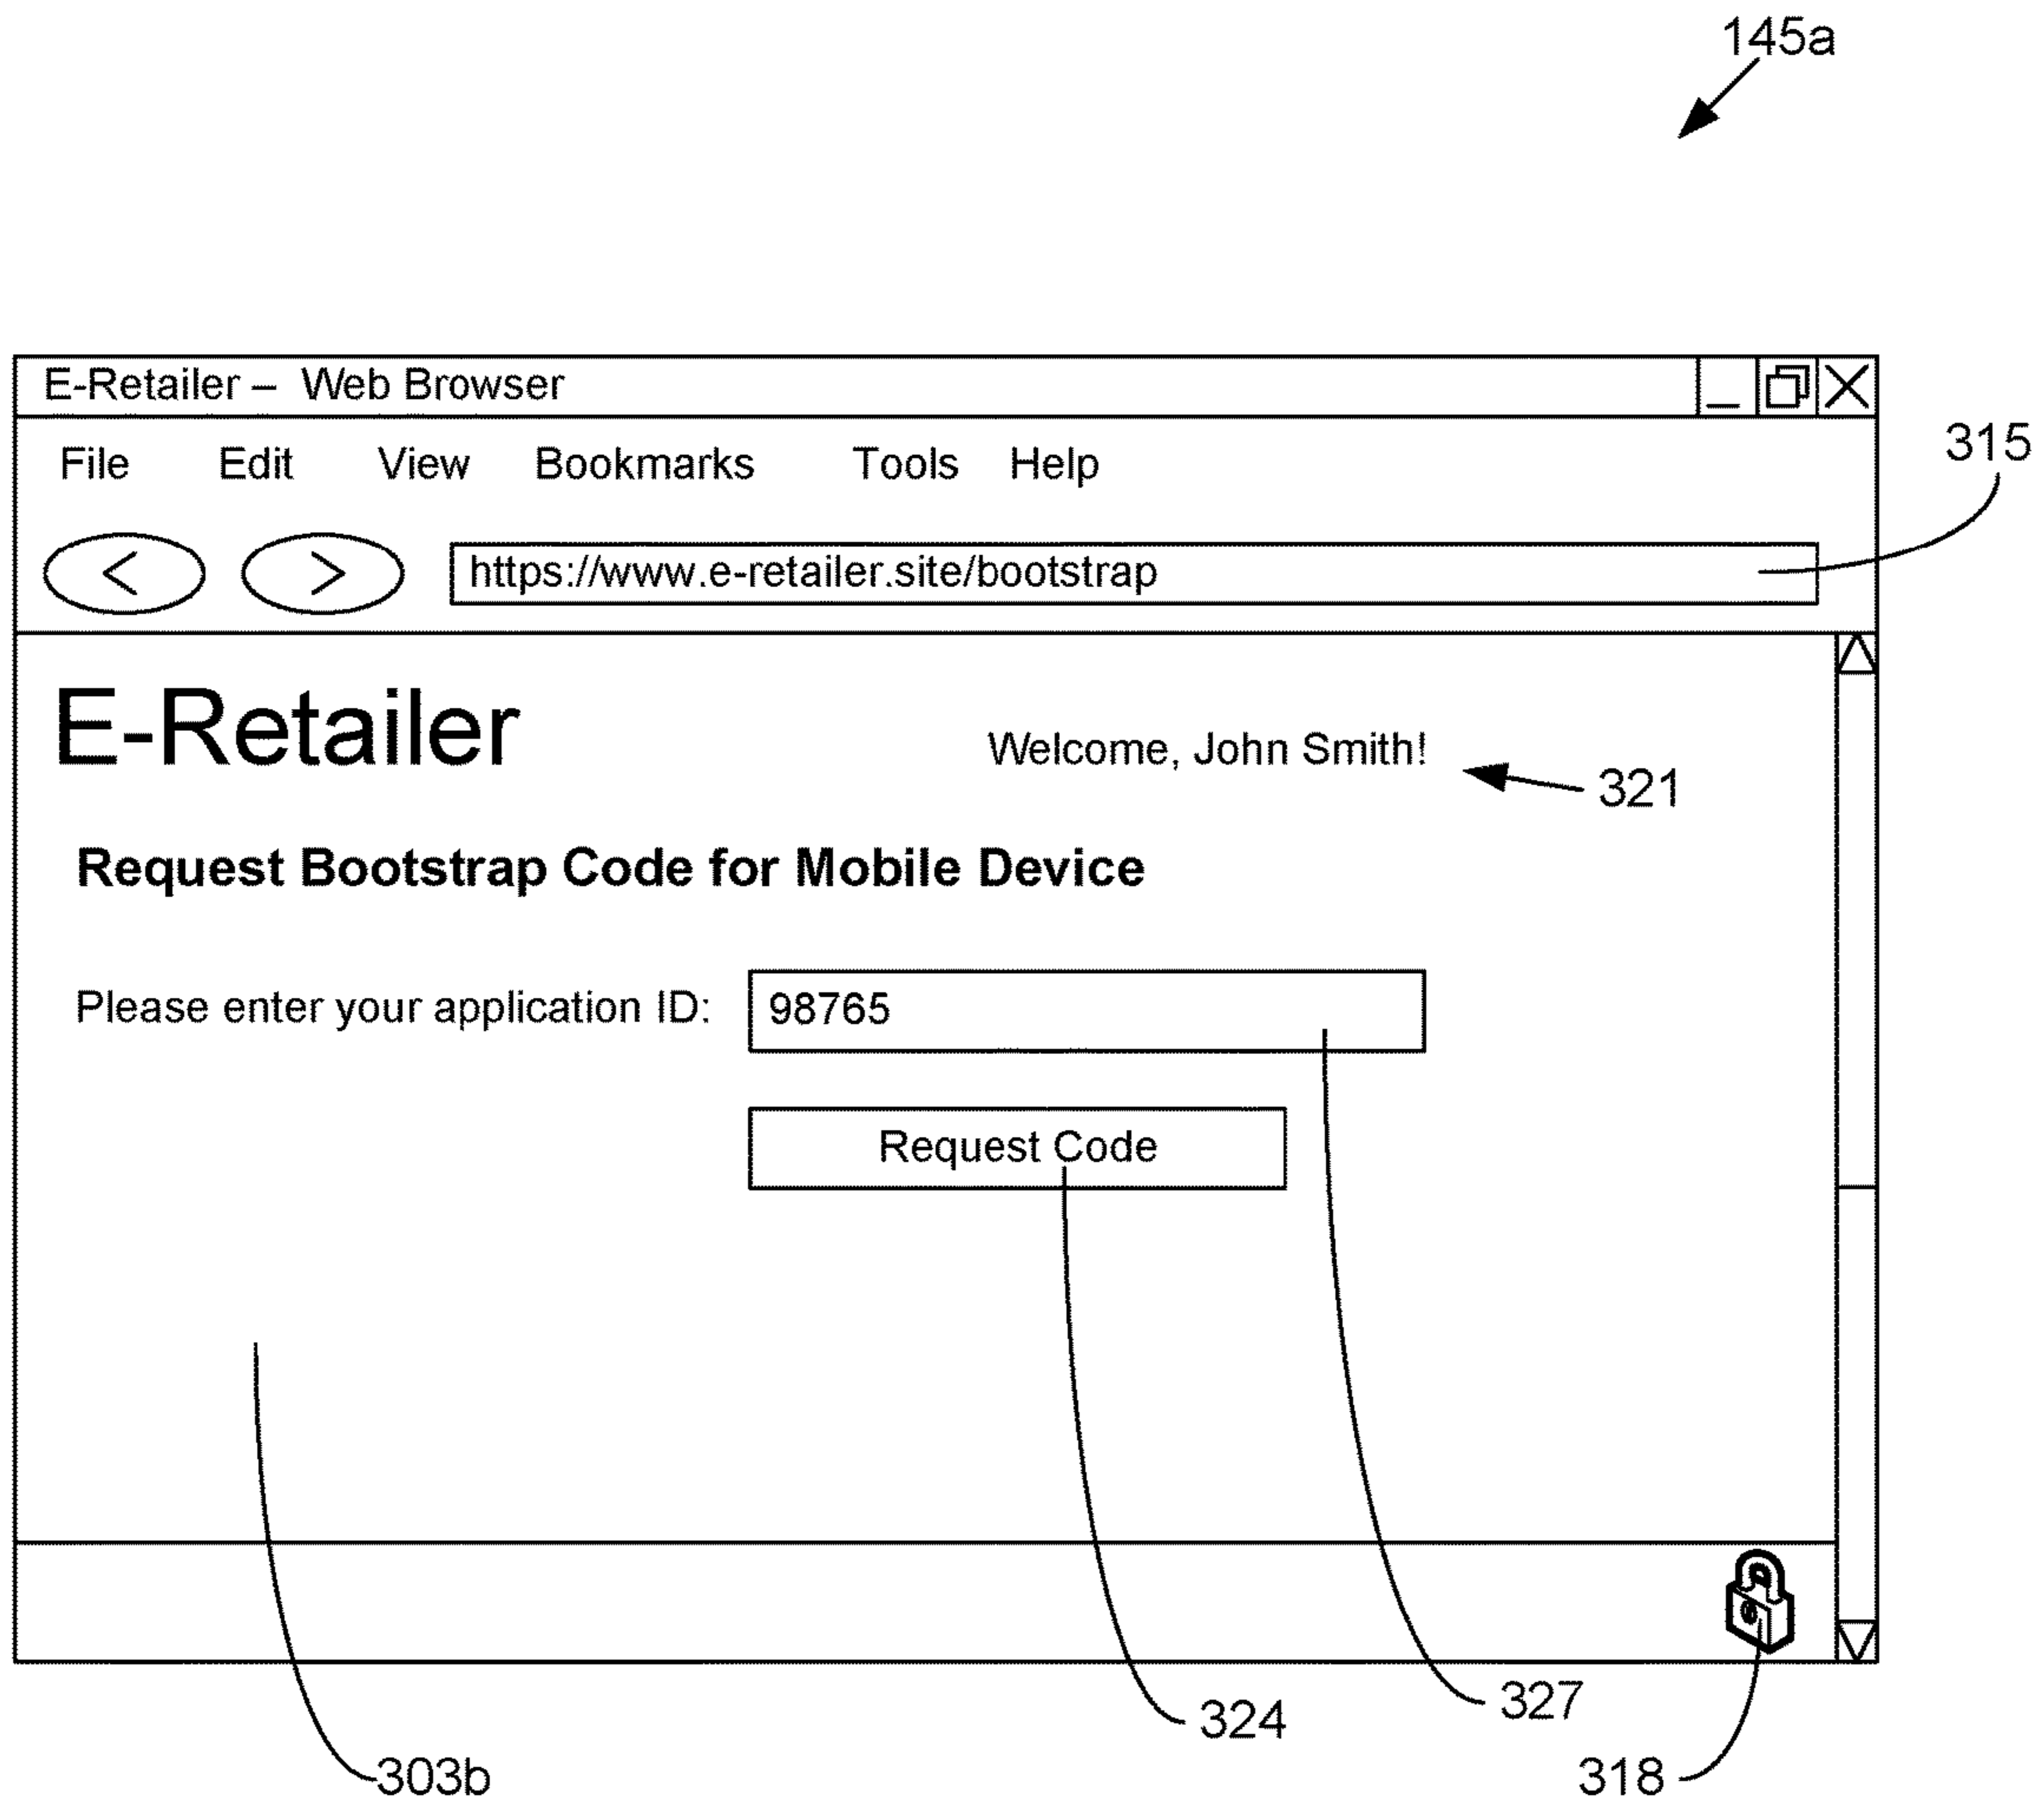 145a
E-Retailer – Web Browser
File Edit View Bookmarks Tools Help
315
https://www.e-retailer.site/bootstrap
E-Retailer
Welcome, John Smith!
321
Request Bootstrap Code for Mobile Device
Please enter your application ID: 98765
Request Code
324
327
303b
318